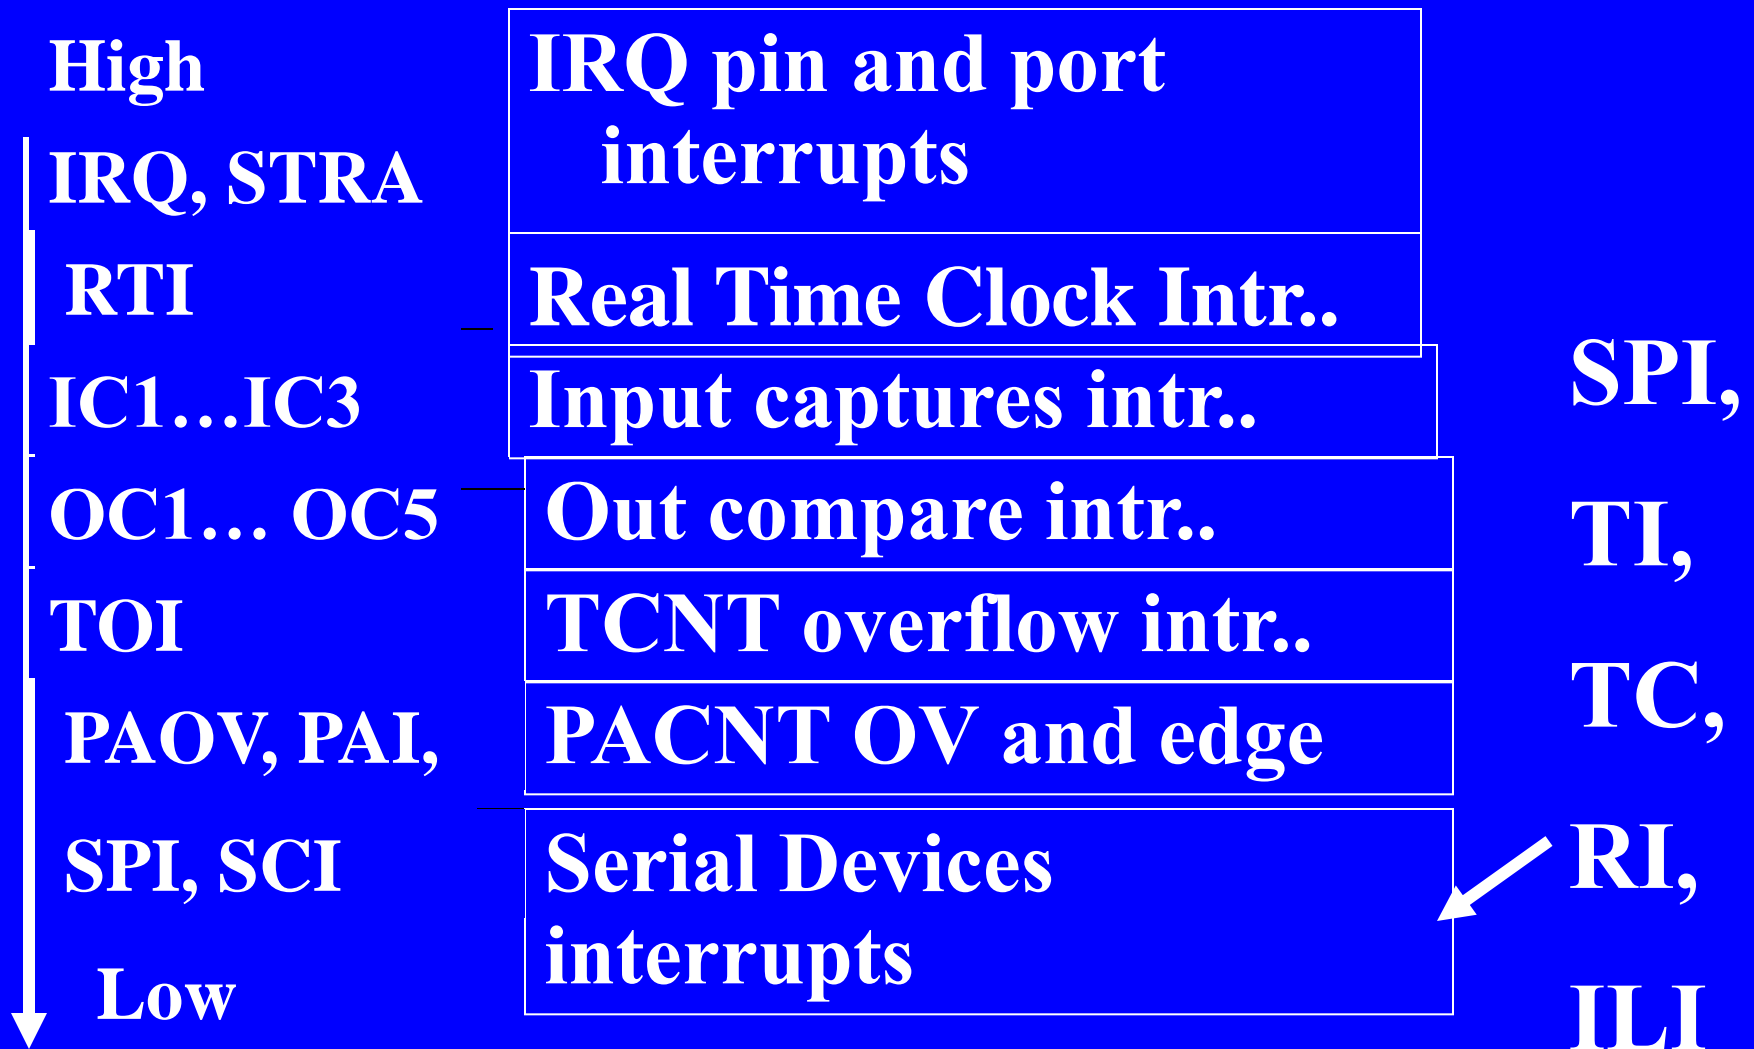 High
IRQ, STRA
RTI
IC1…IC3
OC1… OC5
TOI
PAOV, PAI,
SPI, SCI
Low
IRQ pin and port
interrupts
Real Time Clock Intr..
Input captures intr..
Out compare intr..
TCNT overflow intr..
PACNT OV and edge
Serial Devices
interrupts
SPI,
TI,
TC,
RI,
ILI